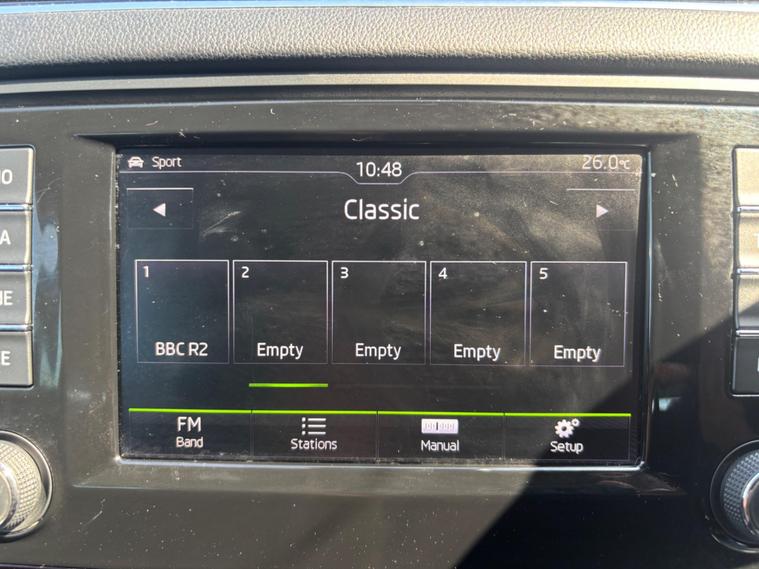 Sport
10:48
26.0°C
Classic
1
2
3
4
5
BBC R2
Empty
Empty
Empty
Empty
FM
Band
Stations
Manual
Setup